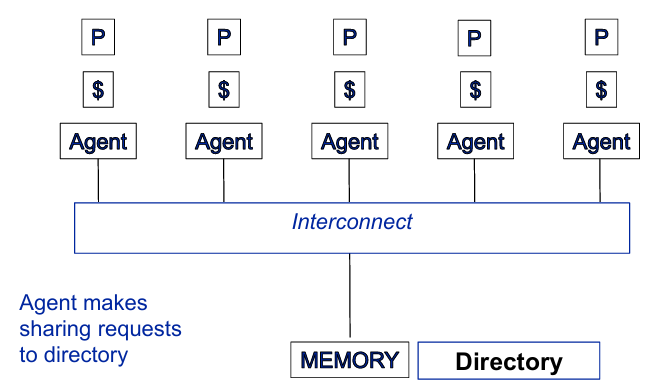 P P P P P
$ $ $ $ $
Agent Agent Agent Agent Agent
Interconnect
Agent makes
sharing requests
to directory
MEMORY Directory